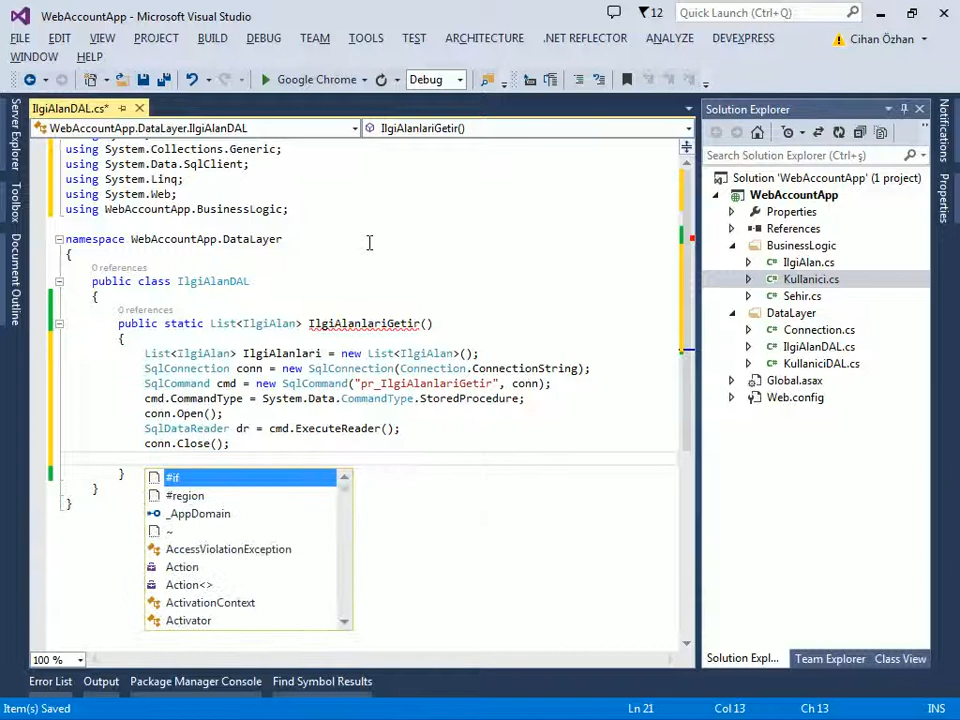 WebAccountApp - Microsoft Visual Studio
12
Quick Launch (Ctrl+Q)
FILE EDIT VIEW PROJECT BUILD DEBUG TEAM TOOLS TEST ARCHITECTURE .NET REFLECTOR ANALYZE DEVEXPRESS
Cihan Özhan
WINDOW HELP
Google Chrome
Debug
Server Explorer
Toolbox
Document Outline
IlgiAlanDAL.cs*
WebAccountApp.DataLayer.IlgiAlanDAL
IlgiAlanlariGetir()
using System.Collections.Generic;
using System.Data.SqlClient;
using System.Linq;
using System.Web;
using WebAccountApp.BusinessLogic;
namespace WebAccountApp.DataLayer
{
0 references
public class IlgiAlanDAL
{
0 references
public static List<IlgiAlan> IlgiAlanlariGetir()
{
List<IlgiAlan> IlgiAlanlari = new List<IlgiAlan>();
SqlConnection conn = new SqlConnection(Connection.ConnectionString);
SqlCommand cmd = new SqlCommand("pr_IlgiAlanlariGetir", conn);
cmd.CommandType = System.Data.CommandType.StoredProcedure;
conn.Open();
SqlDataReader dr = cmd.ExecuteReader();
conn.Close();
}
}
}
#if
#region
_AppDomain
~
AccessViolationException
Action
Action<>
ActivationContext
Activator
100 %
Solution Explorer
Search Solution Explorer (Ctrl+ş)
Solution 'WebAccountApp' (1 project)
WebAccountApp
Properties
References
BusinessLogic
IlgiAlan.cs
Kullanici.cs
Sehir.cs
DataLayer
Connection.cs
IlgiAlanDAL.cs
KullaniciDAL.cs
Global.asax
Web.config
Solution Expl... Team Explorer Class View
Notifications
Properties
Error List Output Package Manager Console Find Symbol Results
Item(s) Saved
Ln 21 Col 13 Ch 13 INS